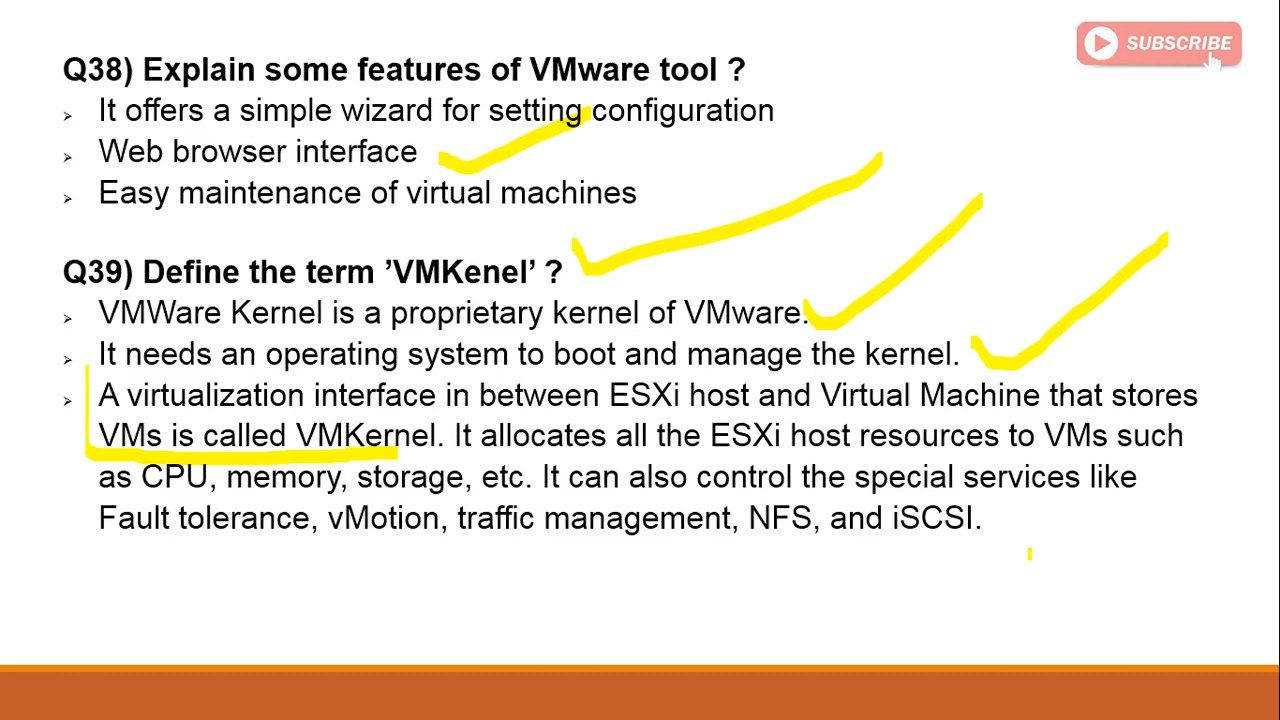 SUBSCRIBE
Q38) Explain some features of VMware tool ?
It offers a simple wizard for setting configuration
Web browser interface
Easy maintenance of virtual machines
Q39) Define the term ’VMKenel’ ?
VMWare Kernel is a proprietary kernel of VMware.
It needs an operating system to boot and manage the kernel.
A virtualization interface in between ESXi host and Virtual Machine that stores
VMs is called VMKernel. It allocates all the ESXi host resources to VMs such
as CPU, memory, storage, etc. It can also control the special services like
Fault tolerance, vMotion, traffic management, NFS, and iSCSI.